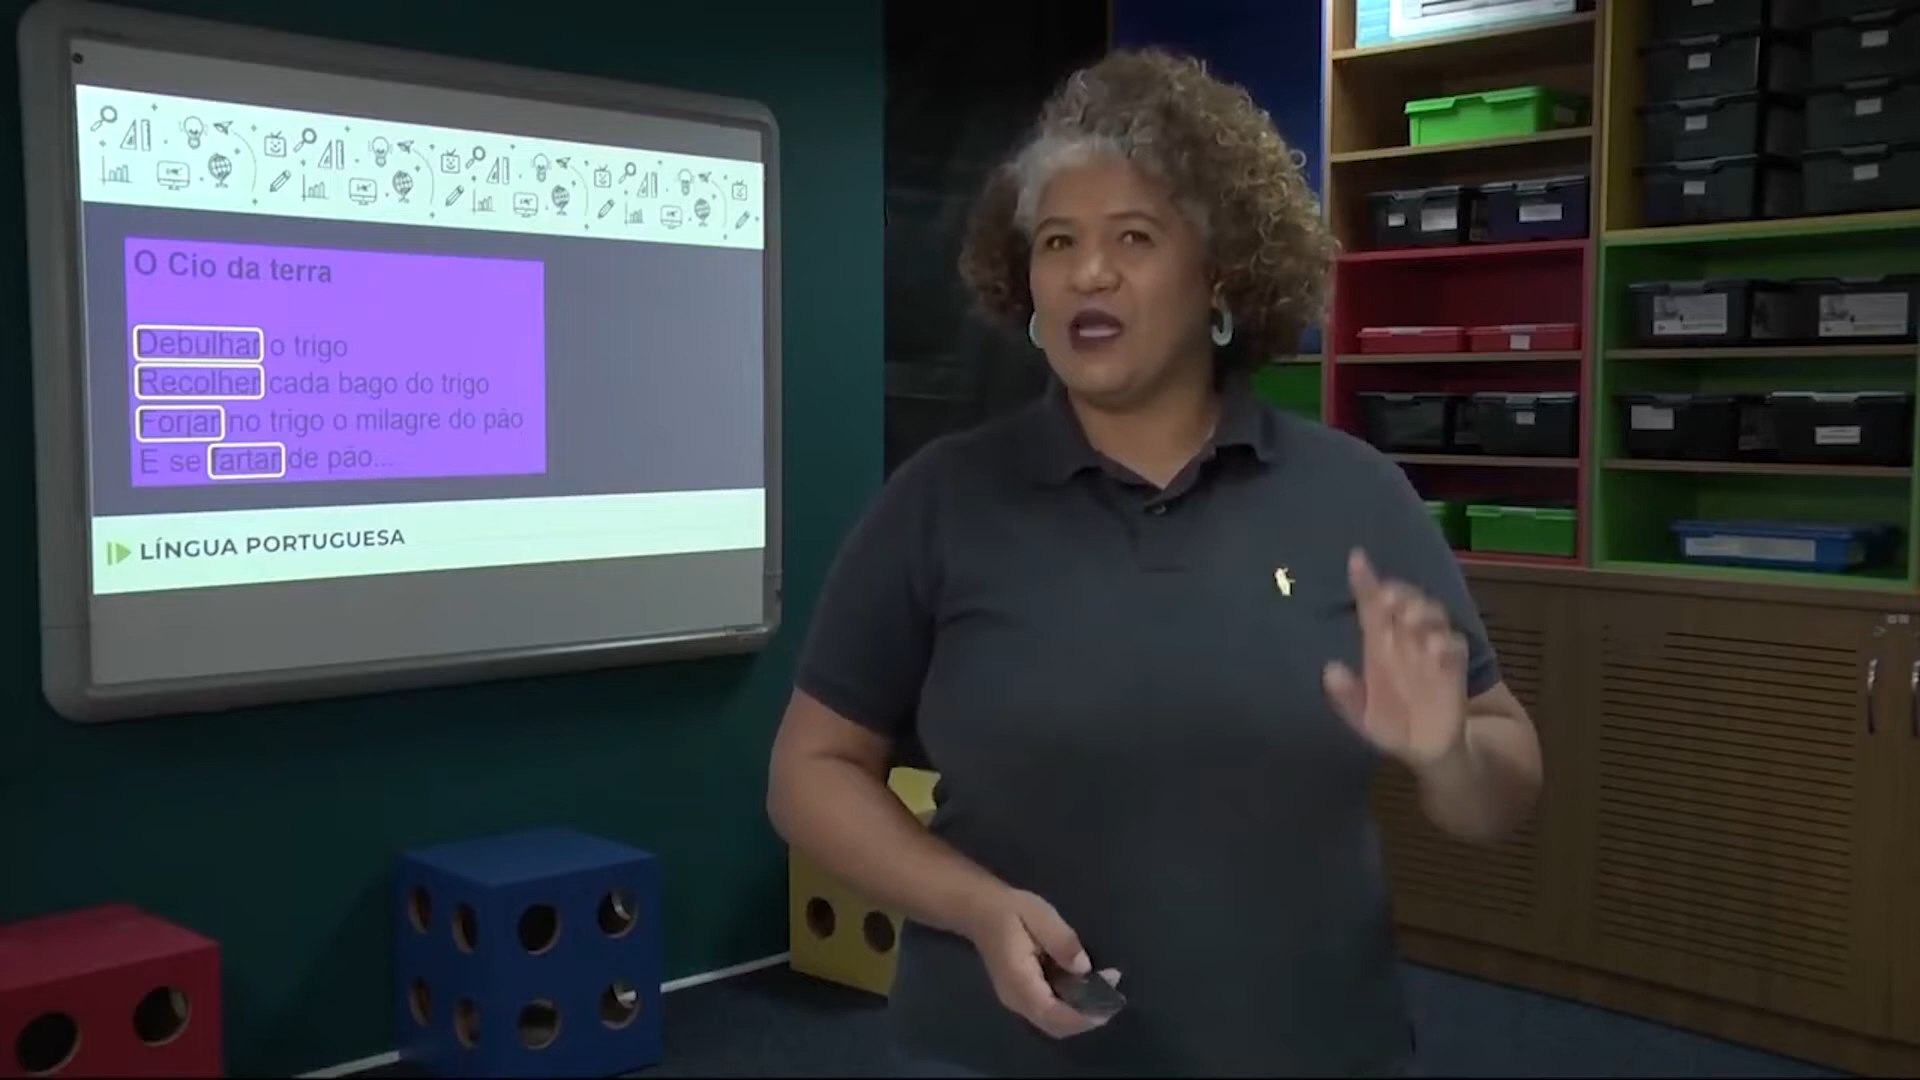 O Cio da terra
Debulhar o trigo
Recolher cada bago do trigo
Forjar no trigo o milagre do pão
E se fartar de pão...
LÍNGUA PORTUGUESA